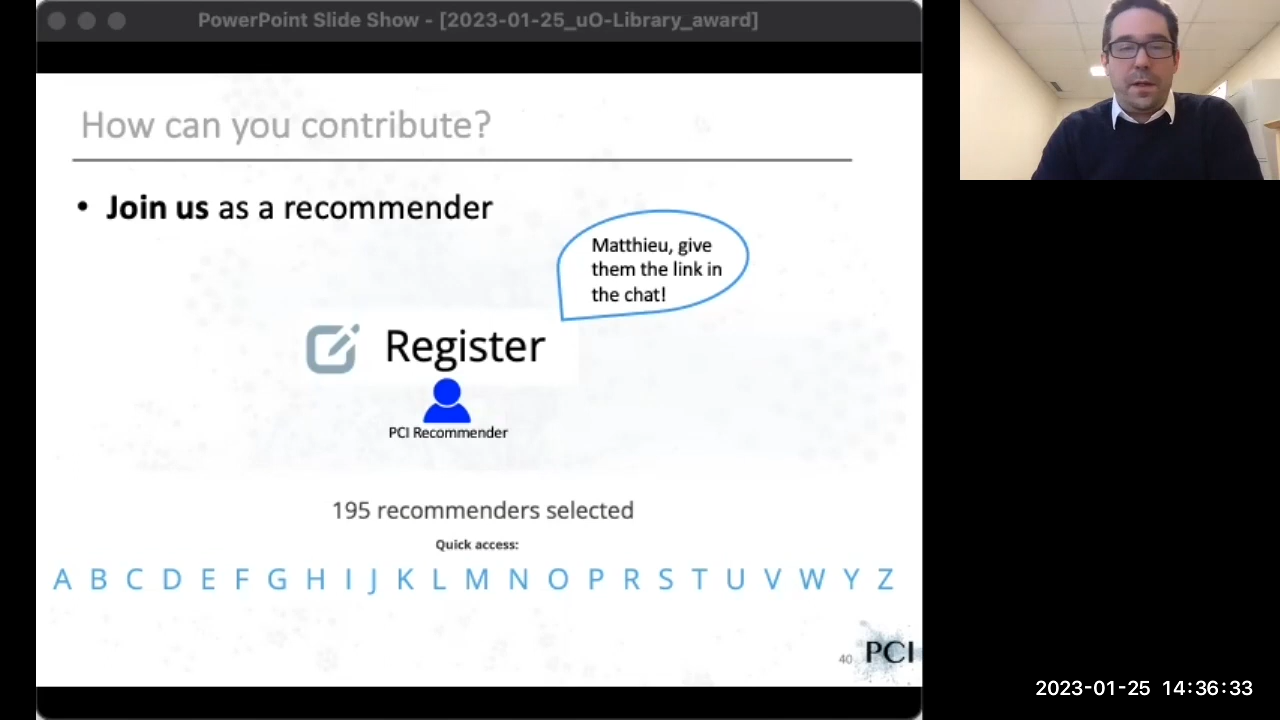 PowerPoint Slide Show - [2023-01-25_uO-Library_award]
How can you contribute?
• Join us as a recommender
Matthieu, give
them the link in
the chat!
Register
PCI Recommender
195 recommenders selected
Quick access:
A B C D E F G H I J K L M N O P R S T U V W Y Z
40 PCI
2023-01-25 14:36:33